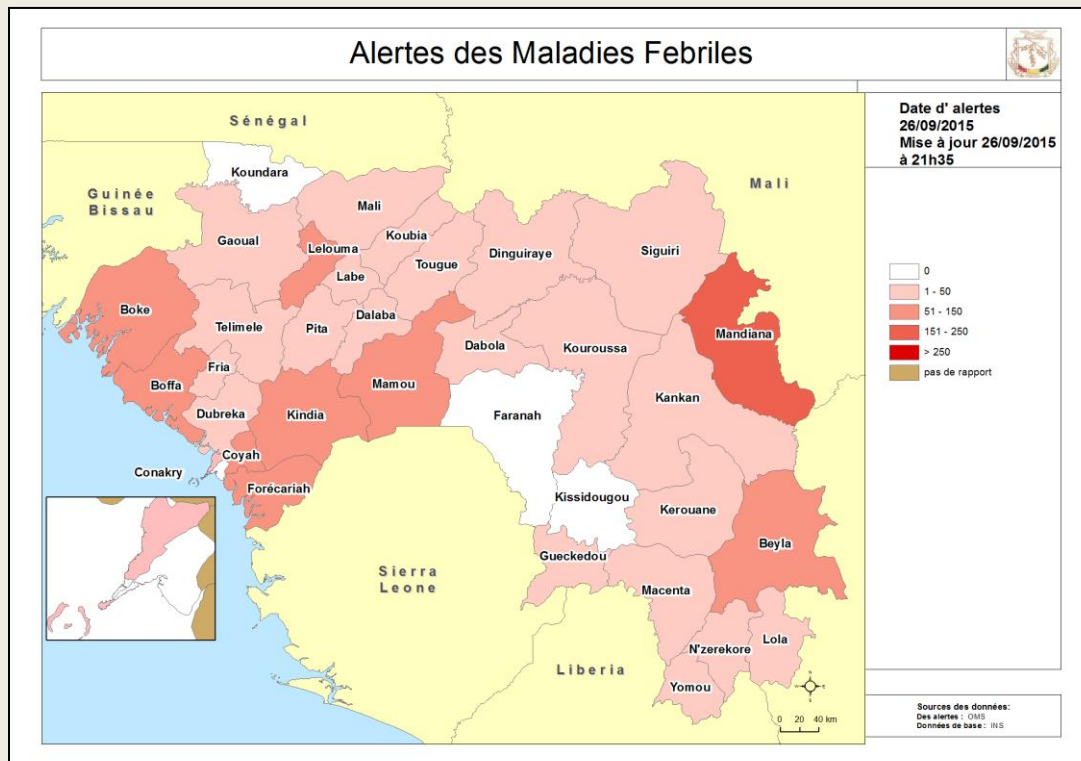 Alertes des Maladies Febriles
Date d' alertes
26/09/2015
Mise à jour 26/09/2015
à 21h35
Sénégal
Guinée
Bissau
Mali
Koundara
Mali
Koubia
Gaoual
Lelouma
Labe
Tougue
Dinguiraye
Siguiri
Boke
Telimele
Pita
Dalaba
Mandiana
Fria
Dabola
Kouroussa
Boffa
Mamou
Kankan
Dubreka
Kindia
Faranah
Coyah
Conakry
Forécariah
Kissidougou
Kerouane
Beyla
Gueckedou
Sierra
Leone
Macenta
N'zerekore
Lola
Liberia
Yomou
0
1 - 50
51 - 150
151 - 250
> 250
pas de rapport
0 20 40 km
Sources des données:
Des alertes : OMS
Données de base : INS